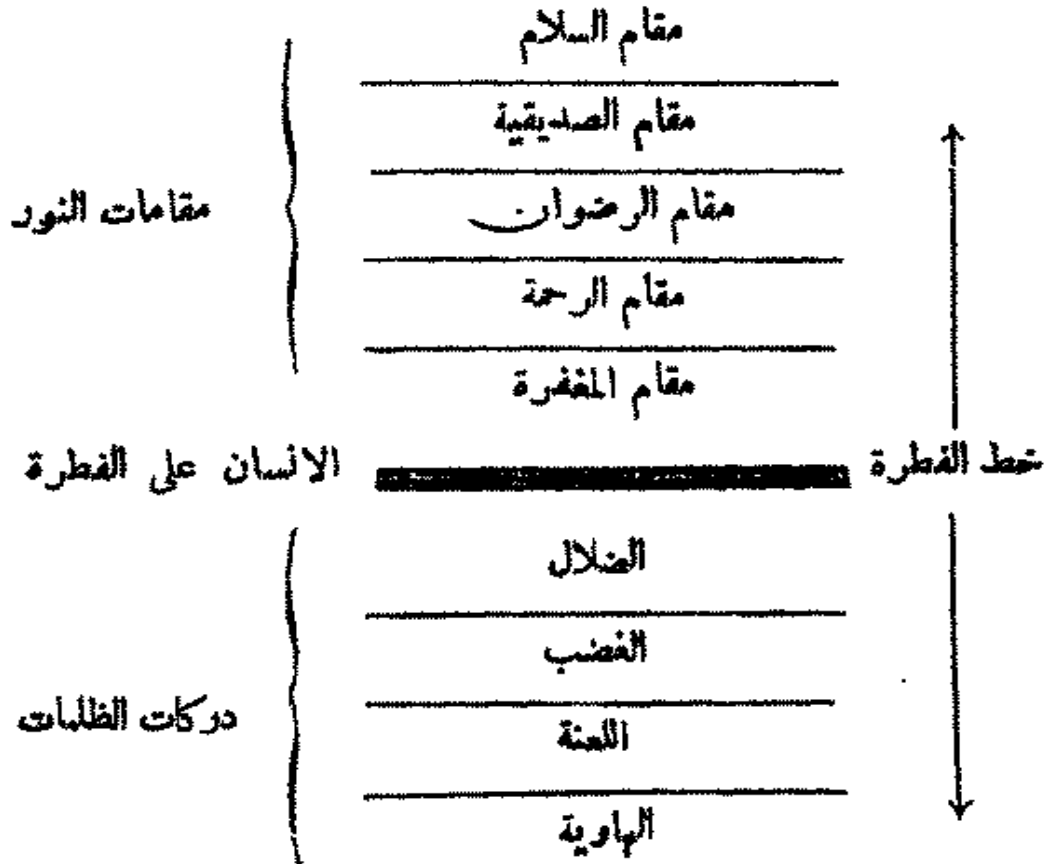 مقام السلام
مقام الصديقية
مقامات النور
مقام الرضوان
مقام الرحمة
مقام المغفرة
خط الفطرة
الانسان على الفطرة
الضلال
الغضب
دركات الظلمات
اللعنة
الهاوية